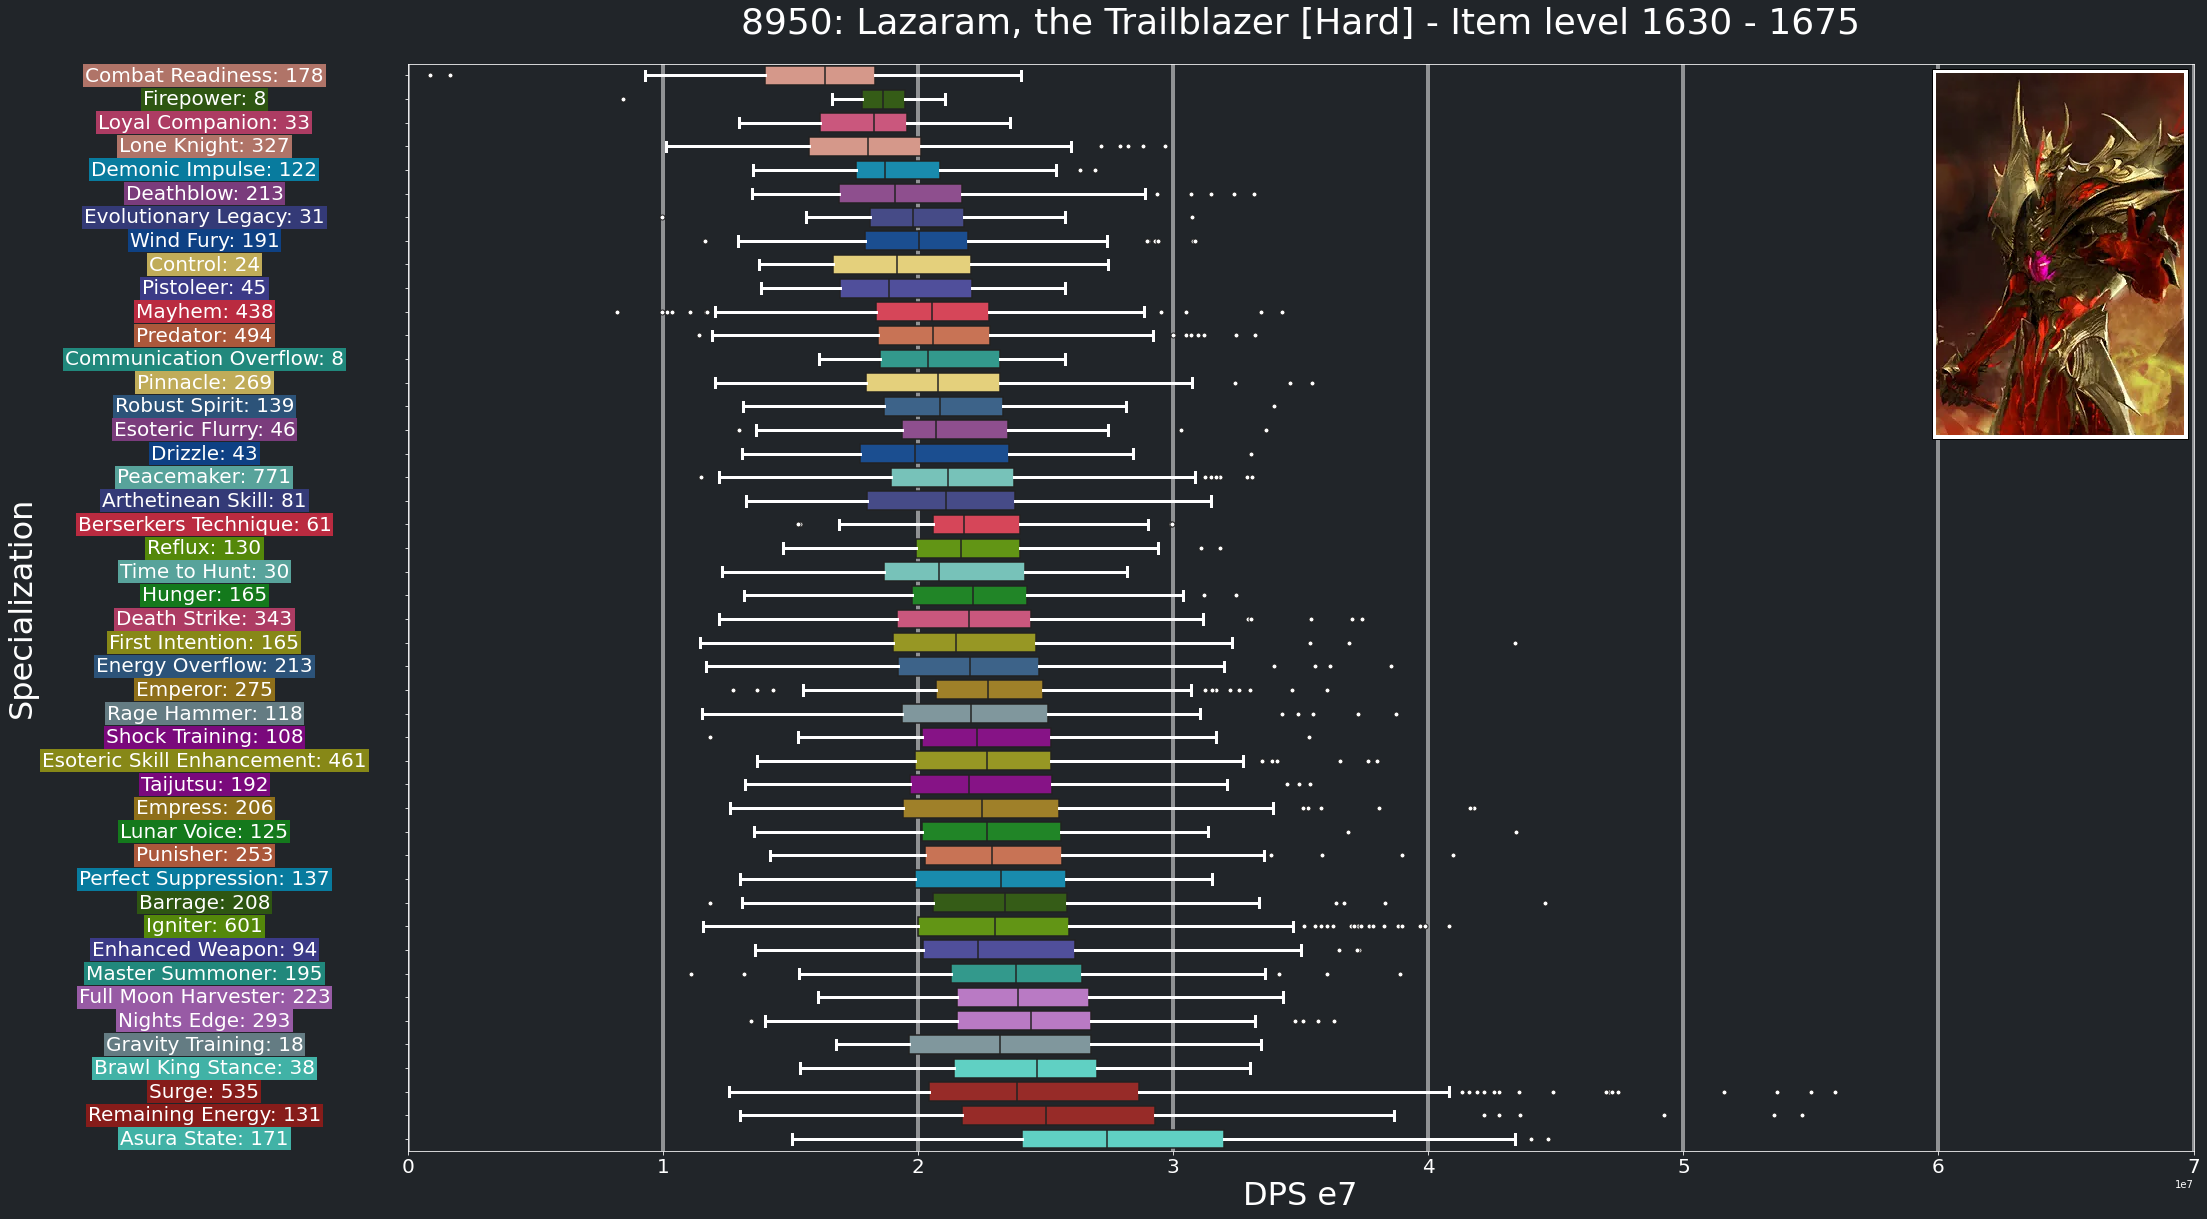 8950: Lazaram, the Trailblazer [Hard] - Item level 1630 - 1675
Specialization
Combat Readiness: 178
Firepower: 8
Loyal Companion: 33
Lone Knight: 327
Demonic Impulse: 122
Deathblow: 213
Evolutionary Legacy: 31
Wind Fury: 191
Control: 24
Pistoleer: 45
Mayhem: 438
Predator: 494
Communication Overflow: 8
Pinnacle: 269
Robust Spirit: 139
Esoteric Flurry: 46
Drizzle: 43
Peacemaker: 771
Arthetinean Skill: 81
Berserkers Technique: 61
Reflux: 130
Time to Hunt: 30
Hunger: 165
Death Strike: 343
First Intention: 165
Energy Overflow: 213
Emperor: 275
Rage Hammer: 118
Shock Training: 108
Esoteric Skill Enhancement: 461
Taijutsu: 192
Empress: 206
Lunar Voice: 125
Punisher: 253
Perfect Suppression: 137
Barrage: 208
Igniter: 601
Enhanced Weapon: 94
Master Summoner: 195
Full Moon Harvester: 223
Nights Edge: 293
Gravity Training: 18
Brawl King Stance: 38
Surge: 535
Remaining Energy: 131
Asura State: 171
0 1 2 3 4 5 6 7
1e7
DPS e7